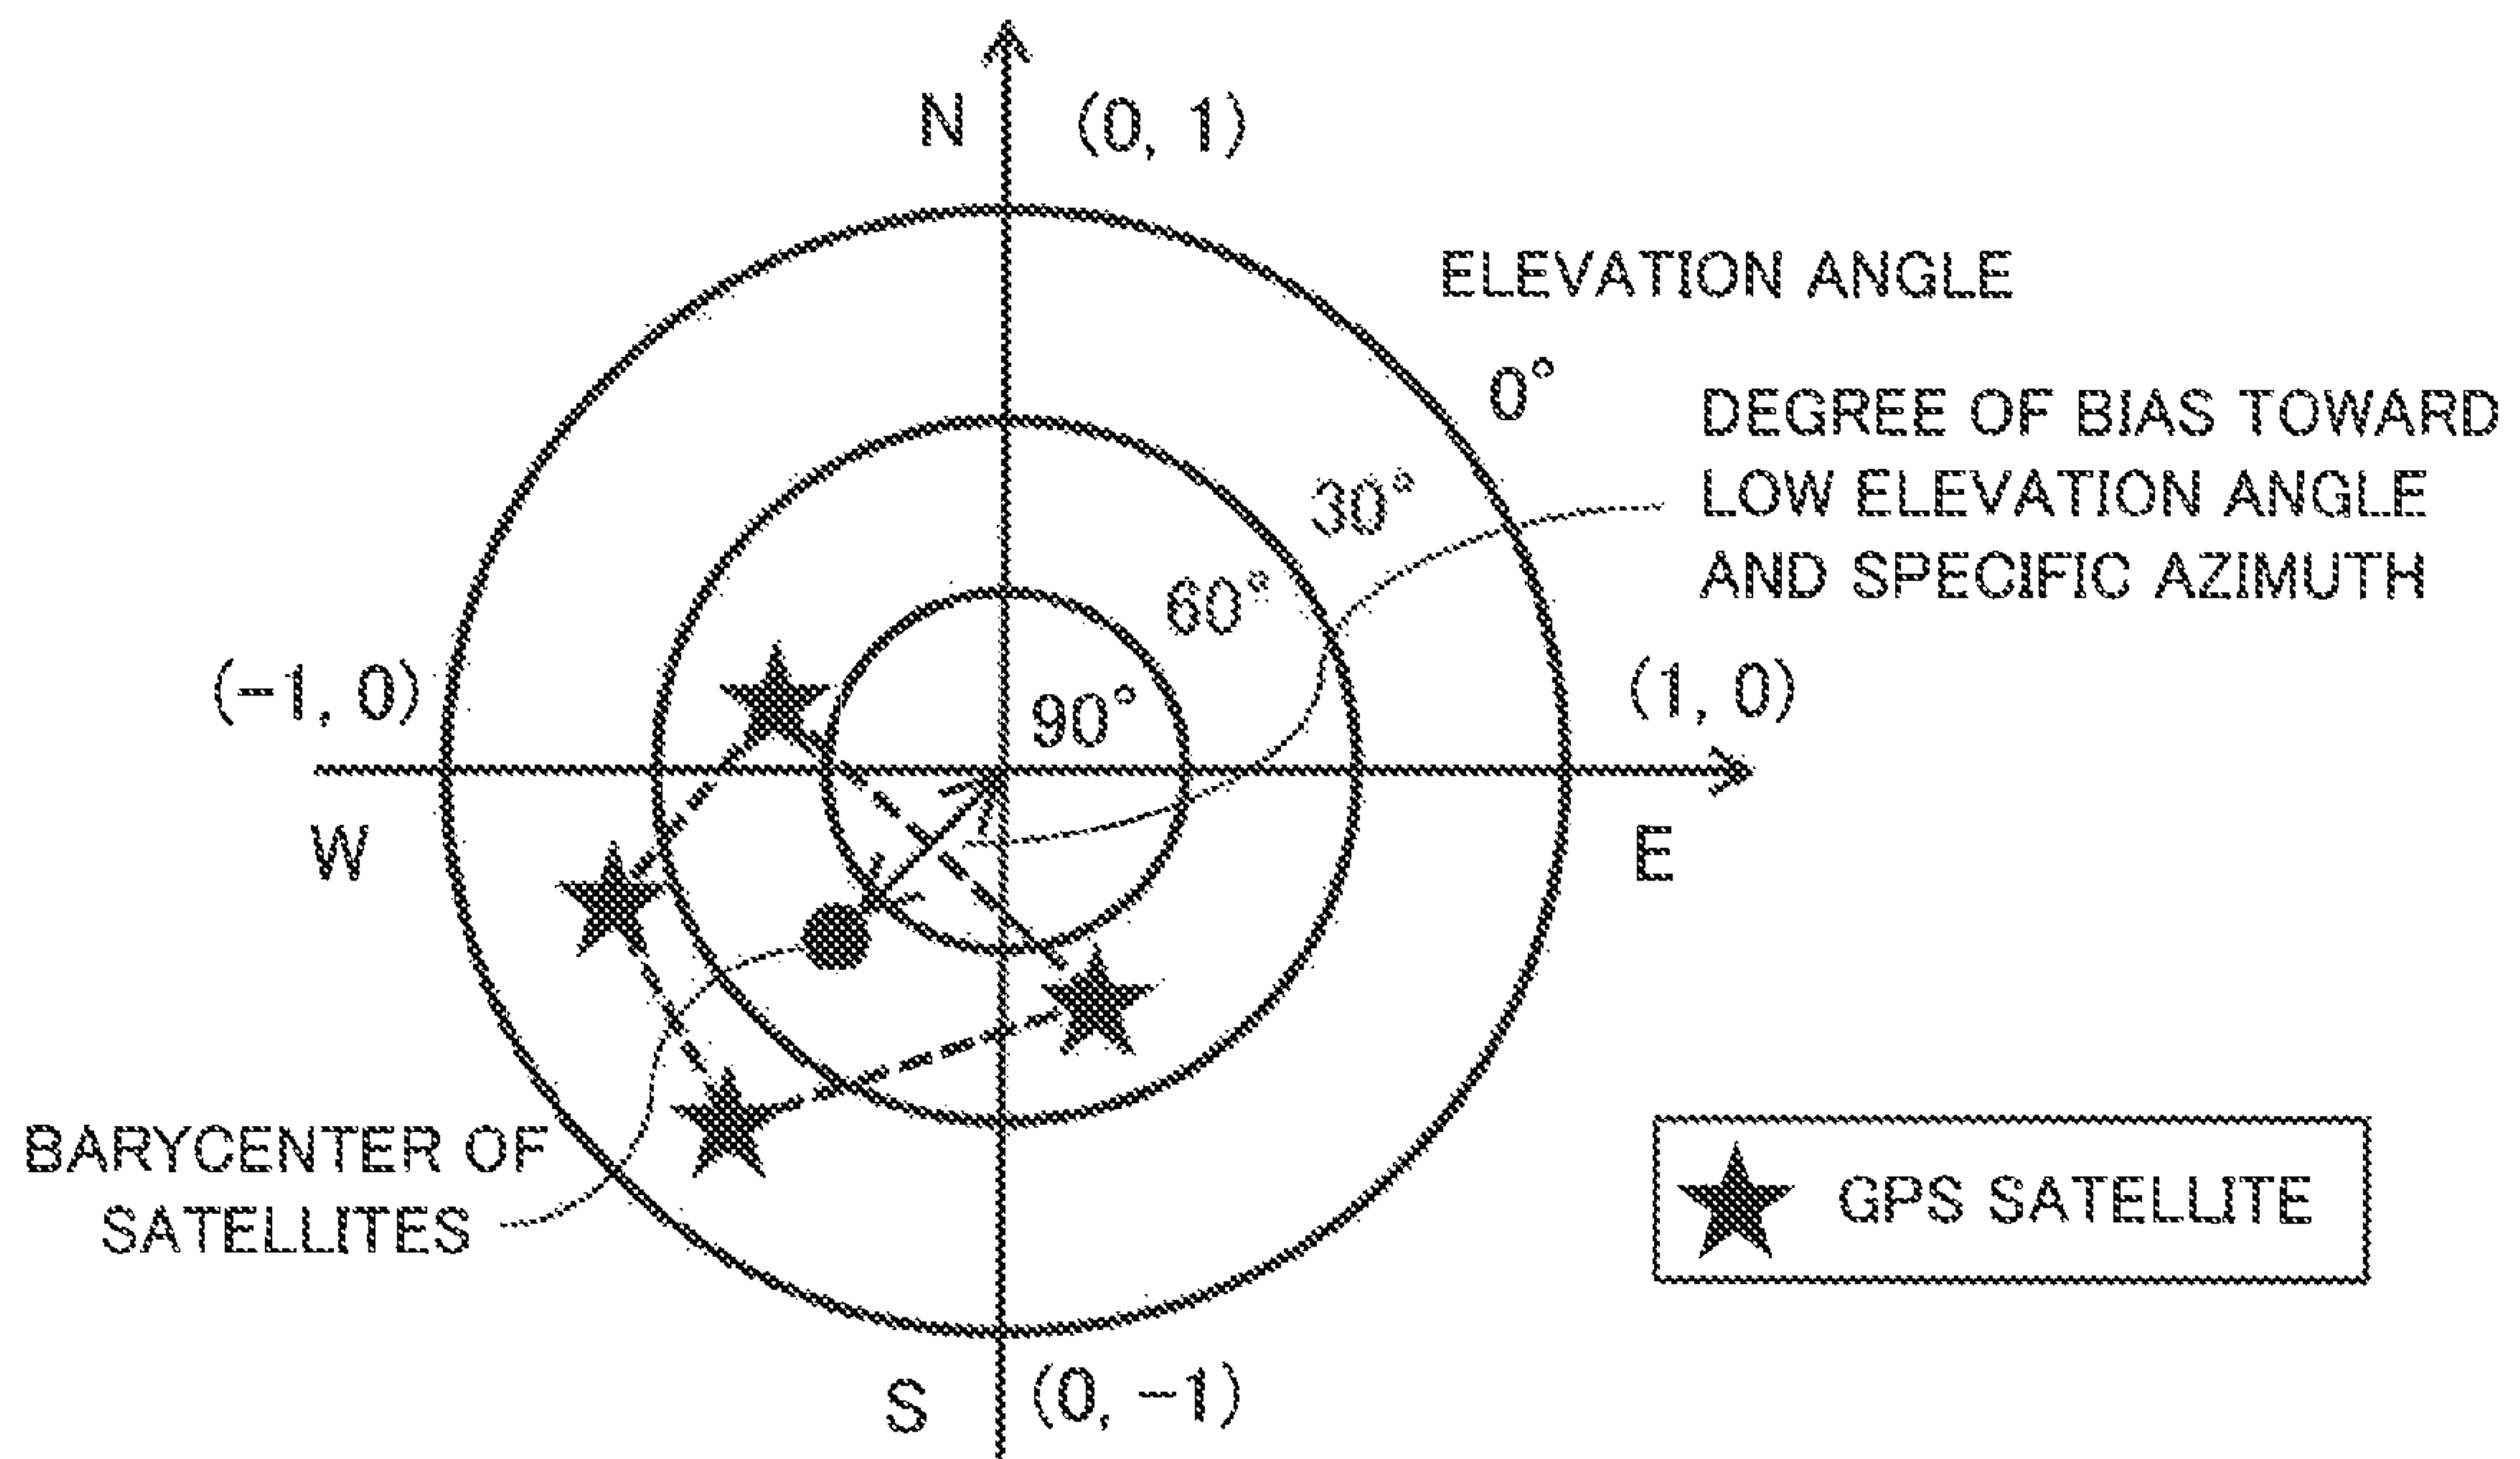 N (0, 1)
ELEVATION ANGLE
0°
DEGREE OF BIAS TOWARD
LOW ELEVATION ANGLE
AND SPECIFIC AZIMUTH
30°
60°
90°
(-1, 0)
(1, 0)
W
E
BARYCENTER OF
SATELLITES
GPS SATELLITE
S (0, -1)